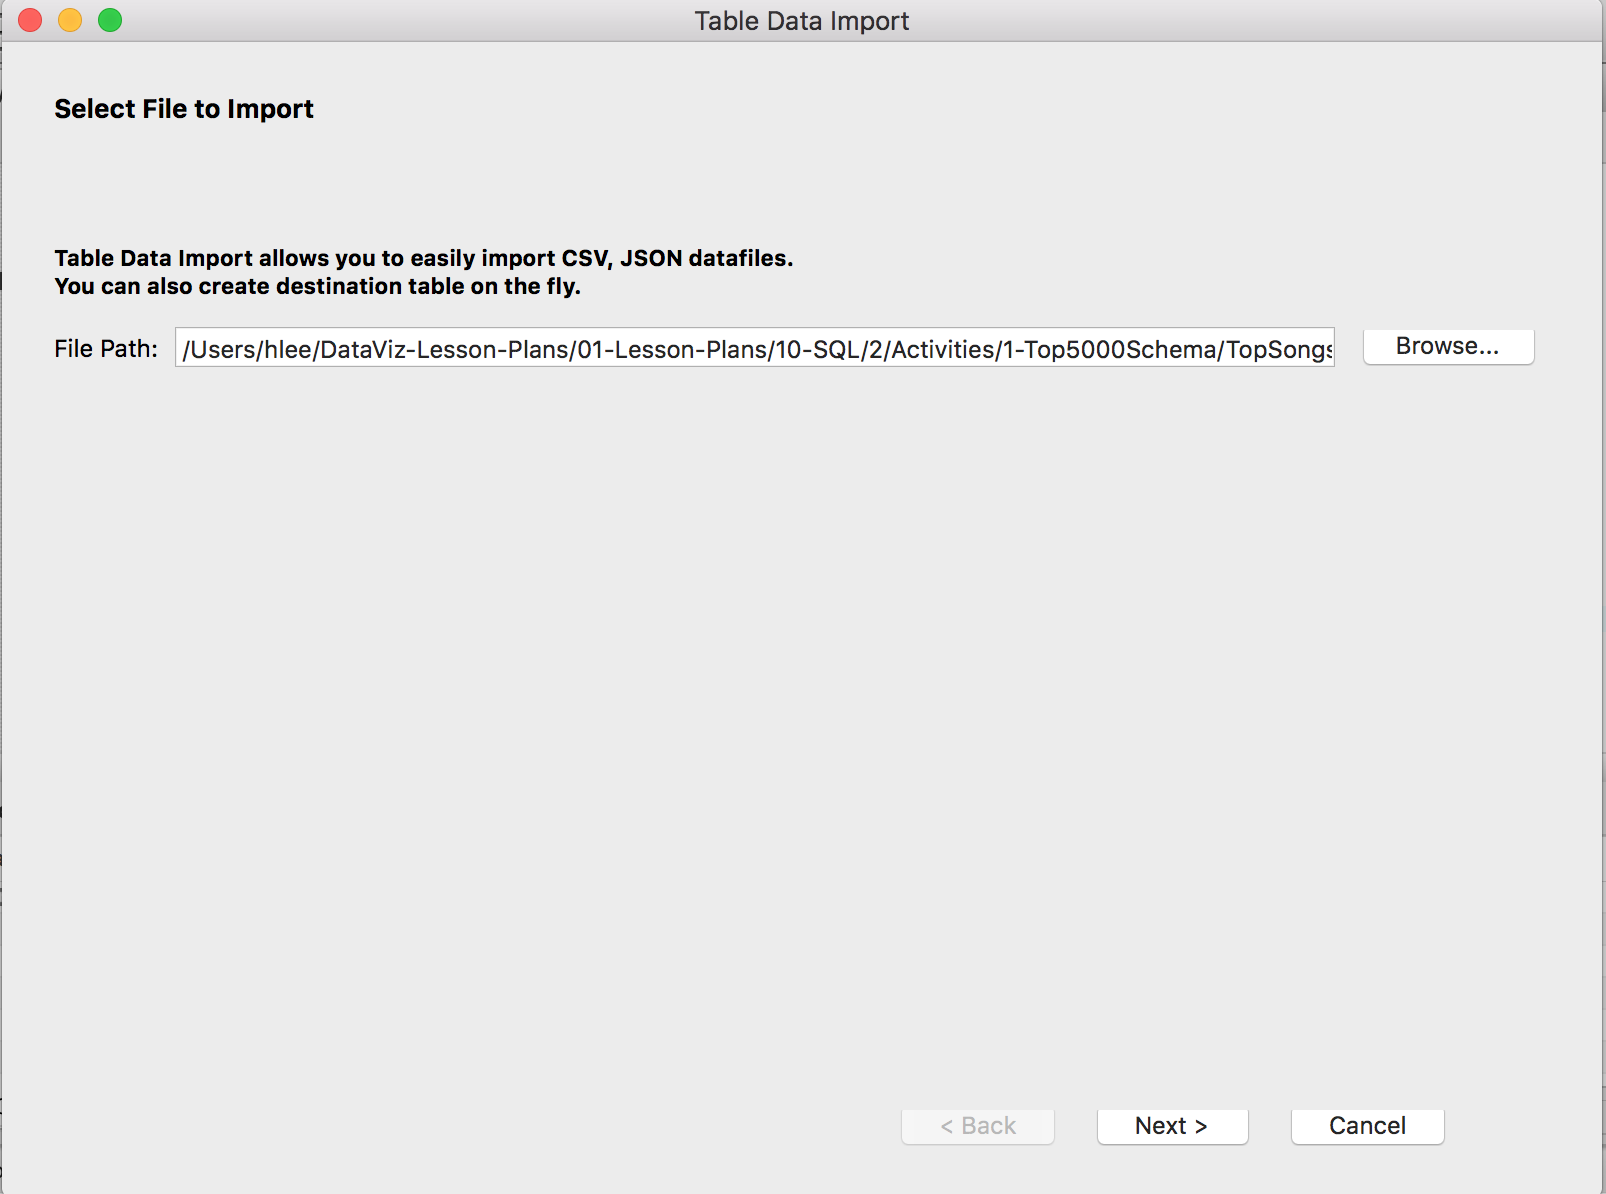 Table Data Import
Select File to Import
Table Data Import allows you to easily import CSV, JSON datafiles.
You can also create destination table on the fly.
File Path: /Users/hlee/DataViz-Lesson-Plans/01-Lesson-Plans/10-SQL/2/Activities/1-Top5000Schema/TopSongs Browse...
< Back Next > Cancel